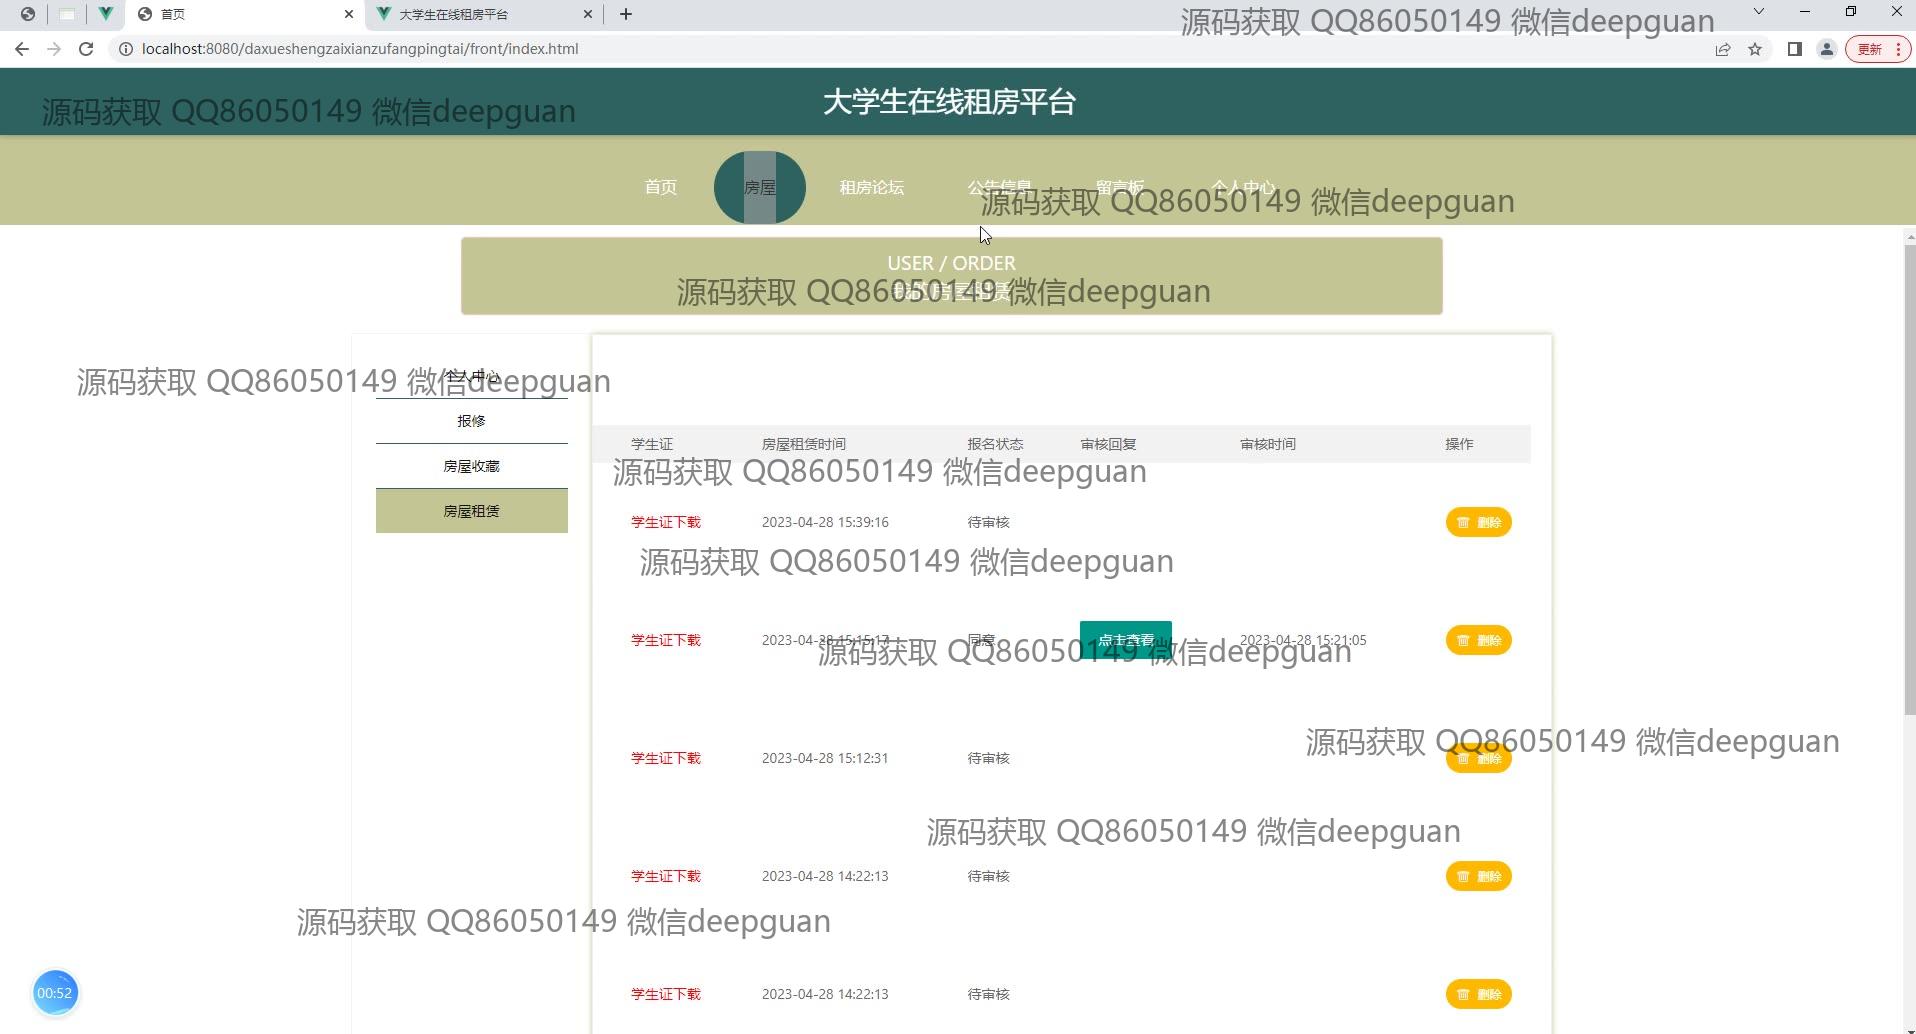 首页
大学生在线租房平台
源码获取 QQ86050149 微信deepguan
localhost:8080/daxueshengzaixianzufangpingtai/front/index.html
更新
大学生在线租房平台
源码获取 QQ86050149 微信deepguan
首页 房屋 租房论坛 公告信息 留言板 个人中心
源码获取 QQ86050149 微信deepguan
USER / ORDER
我的房屋租赁
源码获取 QQ86050149 微信deepguan
个人中心
源码获取 QQ86050149 微信deepguan
报修
房屋收藏
房屋租赁
学生证 房屋租赁时间 报名状态 审核回复 审核时间 操作
源码获取 QQ86050149 微信deepguan
学生证下载 2023-04-28 15:39:16 待审核 删除
源码获取 QQ86050149 微信deepguan
学生证下载 2023-04-28 15:15:17 同意 点击查看 2023-04-28 15:21:05 删除
源码获取 QQ86050149 微信deepguan
源码获取 QQ86050149 微信deepguan
学生证下载 2023-04-28 15:12:31 待审核 删除
源码获取 QQ86050149 微信deepguan
学生证下载 2023-04-28 14:22:13 待审核 删除
源码获取 QQ86050149 微信deepguan
学生证下载 2023-04-28 14:22:13 待审核 删除
00:52